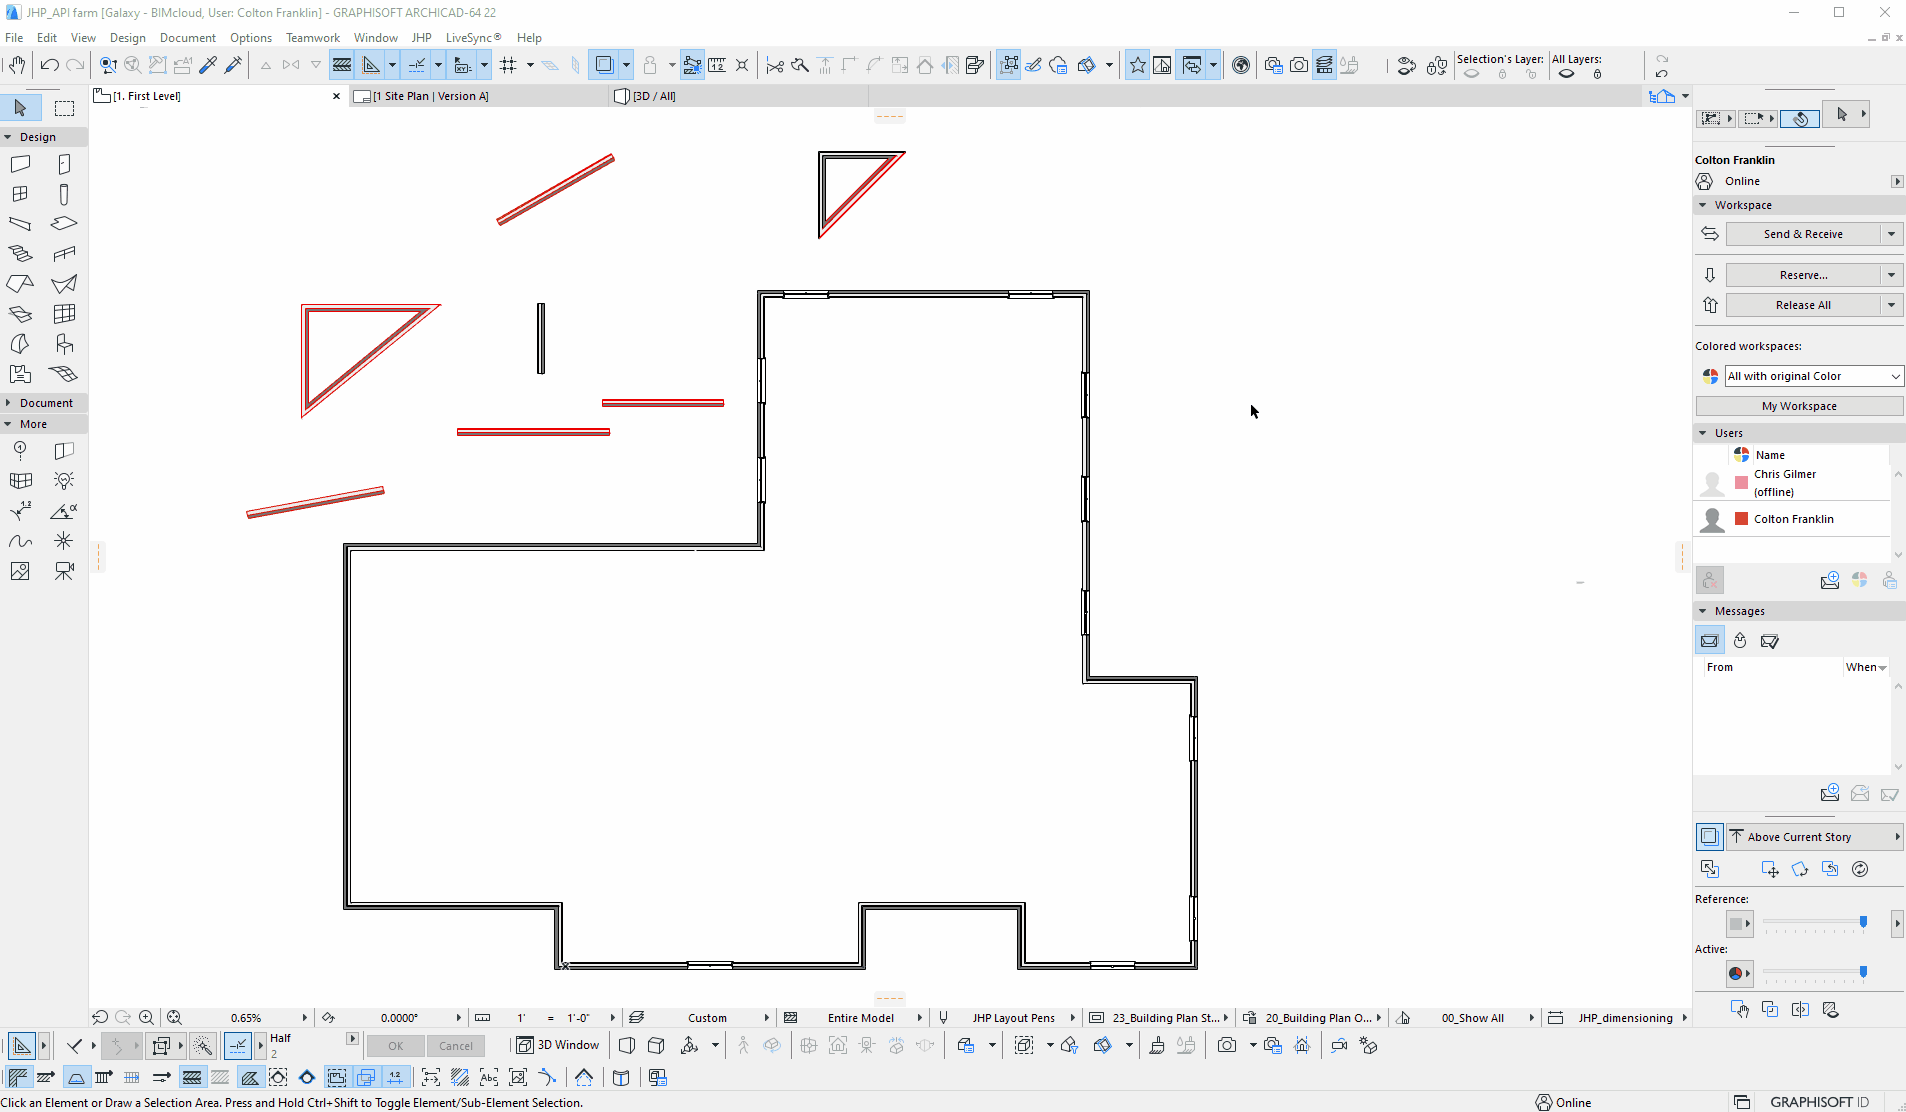 JHP_API farm [Galaxy - BIMcloud, User: Colton Franklin] - GRAPHISOFT ARCHICAD-64 22
File Edit View Design Document Options Teamwork Window JHP LiveSync® Help
Selection's Layer: All Layers:
[1. First Level] [1 Site Plan | Version A] [3D / All]
Design
Document
More
Colton Franklin
Online
Workspace
Send & Receive
Reserve...
Release All
Colored workspaces:
All with original Color
My Workspace
Users
Name
Chris Gilmer
(offline)
Colton Franklin
Messages
From When
Above Current Story
Reference:
Active:
0.65% 0.0000° 1' = 1'-0" Custom Entire Model JHP Layout Pens 23_Building Plan St... 20_Building Plan O... 00_Show All JHP_dimensioning
Half
2
OK Cancel 3D Window
Click an Element or Draw a Selection Area. Press and Hold Ctrl+Shift to Toggle Element/Sub-Element Selection. Online GRAPHISOFT ID